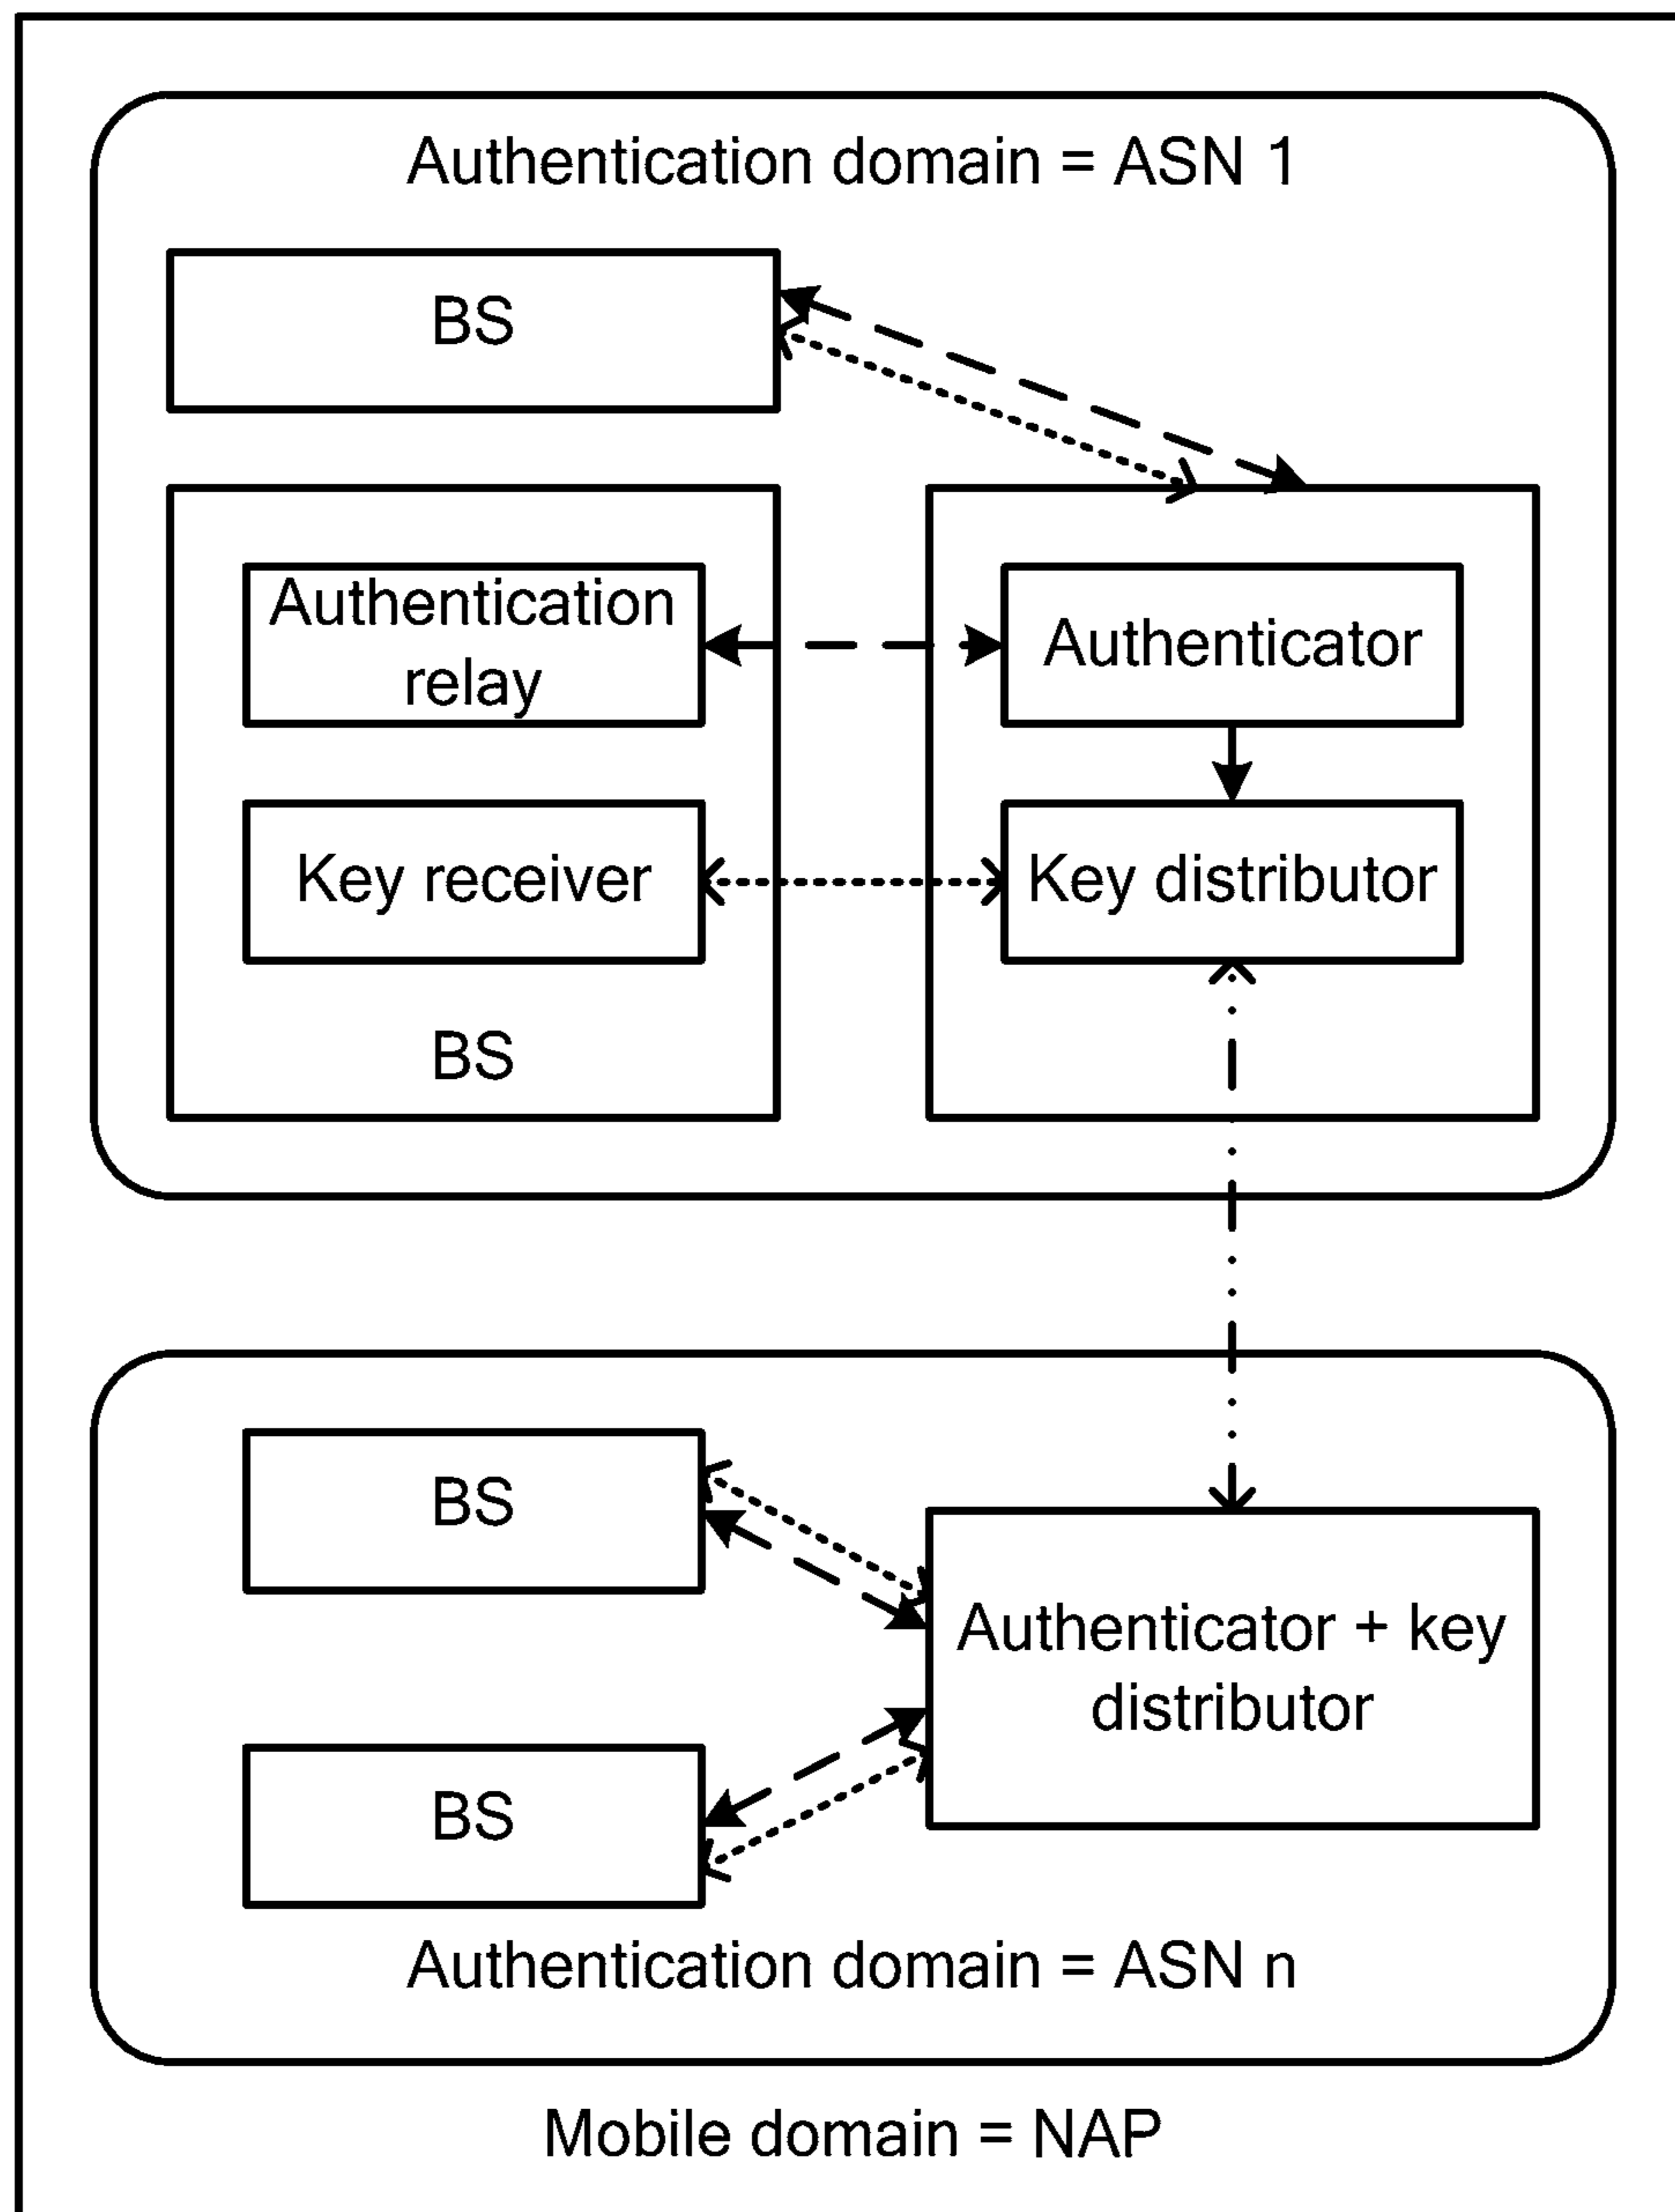 Authentication domain = ASN 1
BS
Authentication
relay
Authenticator
Key receiver
Key distributor
BS
BS
Authenticator + key
distributor
BS
Authentication domain = ASN n
Mobile domain = NAP